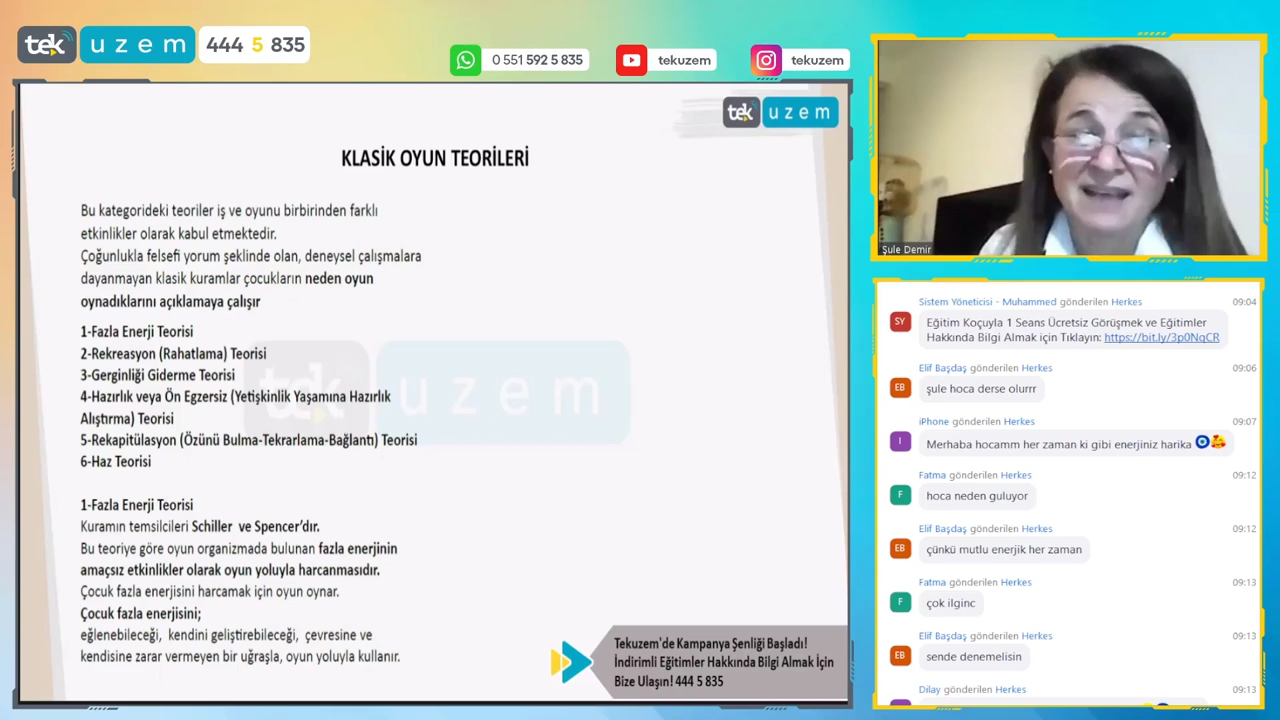 tek uzem 444 5 835
0 551 592 5 835
tekuzem
tekuzem
tek uzem
KLASİK OYUN TEORİLERİ
Bu kategorideki teoriler iş ve oyunu birbirinden farklı
etkinlikler olarak kabul etmektedir.
Çoğunlukla felsefi yorum şeklinde olan, deneysel çalışmalara
dayanmayan klasik kuramlar çocukların neden oyun
oynadıklarını açıklamaya çalışır
1-Fazla Enerji Teorisi
2-Rekreasyon (Rahatlama) Teorisi
3-Gerginliği Giderme Teorisi
4-Hazırlık veya Ön Egzersiz (Yetişkinlik Yaşamına Hazırlık
Alıştırma) Teorisi
5-Rekapitülasyon (Özünü Bulma-Tekrarlama-Bağlantı) Teorisi
6-Haz Teorisi
tek uzem
1-Fazla Enerji Teorisi
Kuramın temsilcileri Schiller ve Spencer'dır.
Bu teoriye göre oyun organizmada bulunan fazla enerjinin
amaçsız etkinlikler olarak oyun yoluyla harcanmasıdır.
Çocuk fazla enerjisini harcamak için oyun oynar.
Çocuk fazla enerjisini;
eğlenebileceği, kendini geliştirebileceği, çevresine ve
kendisine zarar vermeyen bir uğraşla, oyun yoluyla kullanır.
Tekuzem'de Kampanya Şenliği Başladı!
İndirimli Eğitimler Hakkında Bilgi Almak İçin
Bize Ulaşın! 444 5 835
Şule Demir
Sistem Yöneticisi - Muhammed gönderilen Herkes 09:04
SY
Eğitim Koçuyla 1 Seans Ücretsiz Görüşmek ve Eğitimler
Hakkında Bilgi Almak için Tıklayın: https://bit.ly/3p0NqCR
Elif Başdaş gönderilen Herkes 09:06
EB şule hoca derse olurrr
iPhone gönderilen Herkes 09:07
I Merhaba hocamm her zaman ki gibi enerjiniz harika
Fatma gönderilen Herkes 09:12
F hoca neden guluyor
Elif Başdaş gönderilen Herkes 09:12
EB çünkü mutlu enerjik her zaman
Fatma gönderilen Herkes 09:13
F çok ilginc
Elif Başdaş gönderilen Herkes 09:13
EB sende denemelisin
Dilay gönderilen Herkes 09:13